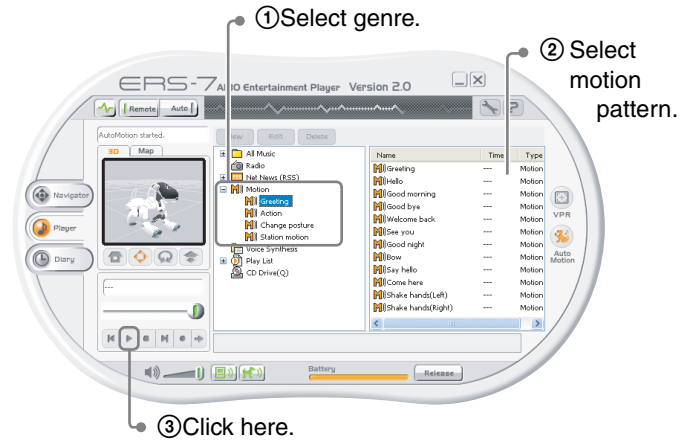 ①Select genre.
② Select
motion
pattern.
ERS-7 AIBO Entertainment Player Version 2.0
Remote Auto
?
AutoMotion started.
View Edit Delete
3D Map
All Music
Radio
Net News (RSS)
Motion
Greeting
Action
Change posture
Station motion
Voice Synthesis
Play List
CD Drive(Q)
Name Time Type
Greeting --- Motion
Hello --- Motion
Good morning --- Motion
Good bye --- Motion
Welcome back --- Motion
See you --- Motion
Good night --- Motion
Bow --- Motion
Say hello --- Motion
Come here --- Motion
Shake hands(Left) --- Motion
Shake hands(Right) --- Motion
Navigator
Player
Diary
VPR
Auto
Motion
---
Battery
Release
③Click here.